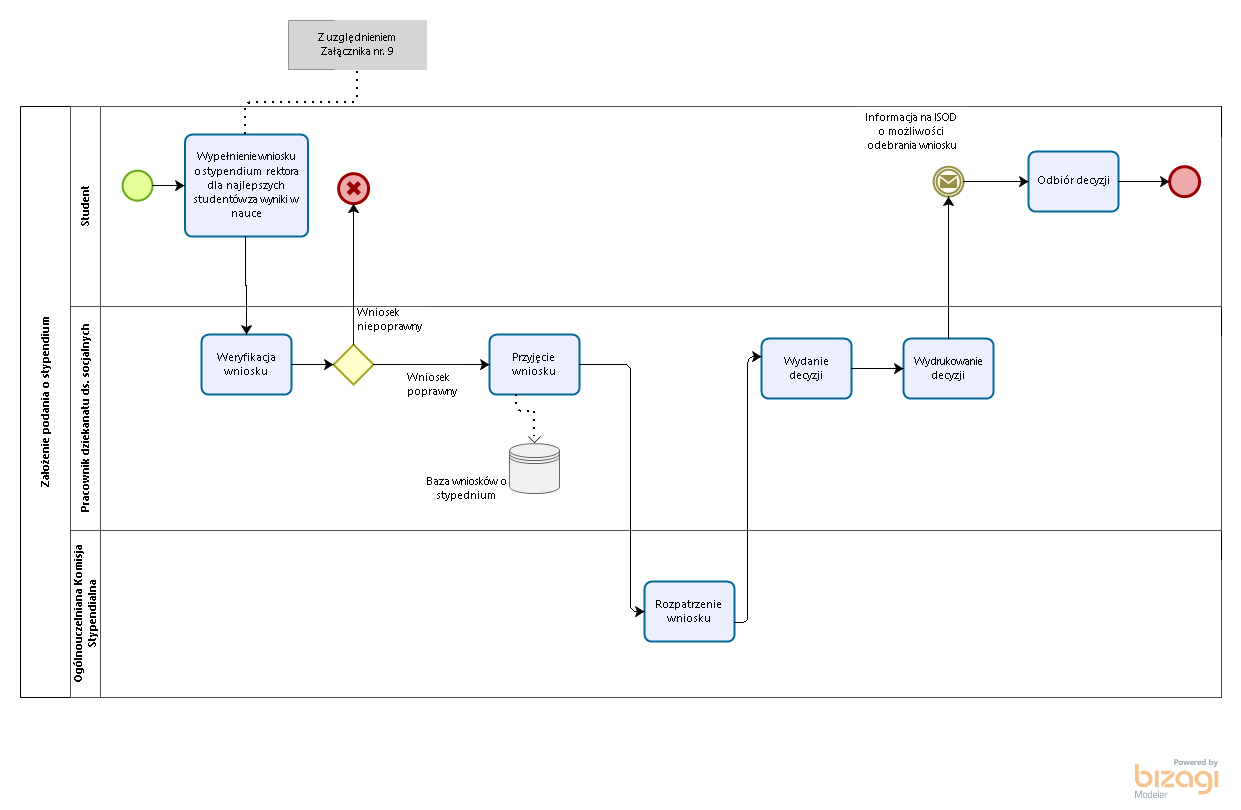 Z uzględnieniem
Załącznika nr. 9
Założenie podania o stypendium
Student
Wypełnienie wniosku
o stypendium rektora
dla najlepszych
studentów za wyniki w
nauce
Informacja na ISOD
o możliwości
odebrania wniosku
Odbiór decyzji
Pracownik dziekanatu ds. socjalnych
Weryfikacja
wniosku
Wniosek
niepoprawny
Wniosek
poprawny
Przyjęcie
wniosku
Baza wniosków o
stypednium
Wydanie
decyzji
Wydrukowanie
decyzji
Ogólnouczelniana Komisja
Stypendialna
Rozpatrzenie
wniosku
Powered by
bizagi
Modeler